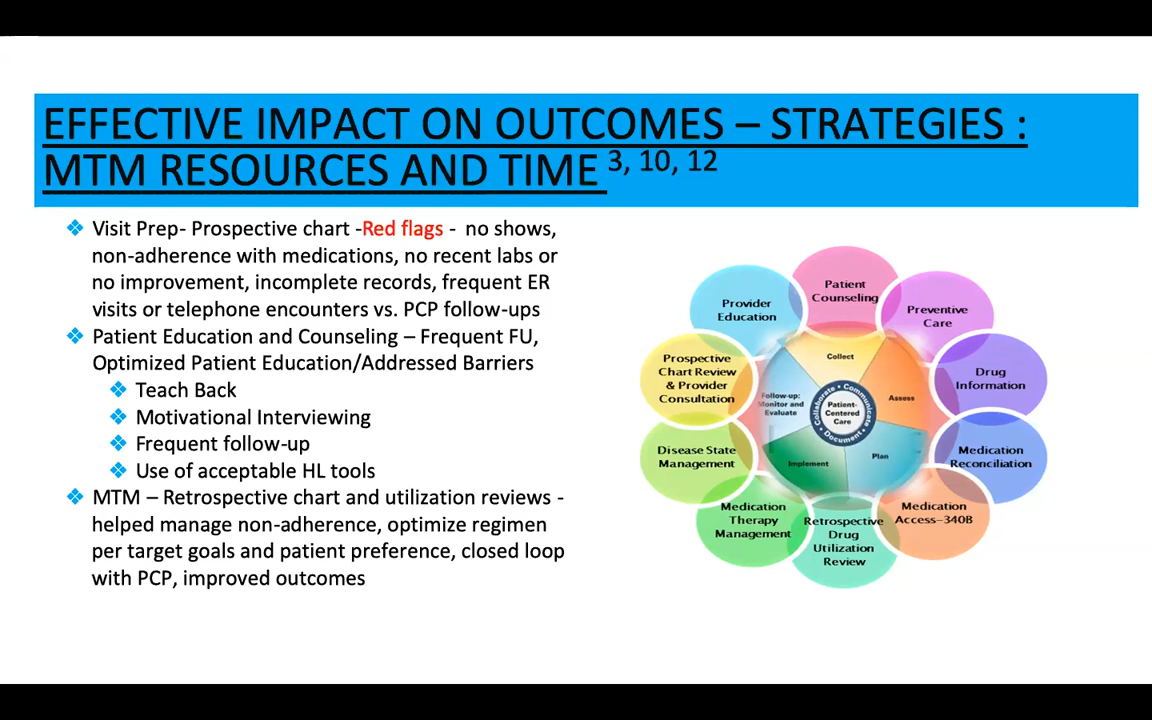 EFFECTIVE IMPACT ON OUTCOMES – STRATEGIES :
MTM RESOURCES AND TIME 3, 10, 12
❖ Visit Prep- Prospective chart -Red flags - no shows,
non-adherence with medications, no recent labs or
no improvement, incomplete records, frequent ER
visits or telephone encounters vs. PCP follow-ups
❖ Patient Education and Counseling – Frequent FU,
Optimized Patient Education/Addressed Barriers
❖ Teach Back
❖ Motivational Interviewing
❖ Frequent follow-up
❖ Use of acceptable HL tools
❖ MTM – Retrospective chart and utilization reviews -
helped manage non-adherence, optimize regimen
per target goals and patient preference, closed loop
with PCP, improved outcomes
Patient
Counseling
Preventive
Care
Drug
Information
Medication
Reconciliation
Medication
Access-340B
Retrospective
Drug
Utilization
Review
Medication
Therapy
Management
Disease State
Management
Prospective
Chart Review
& Provider
Consultation
Provider
Education
Collect
Assess
Plan
Implement
Follow-up:
Monitor and
Evaluate
Collaborate • Communicate • Document •
Patient-
Centered
Care